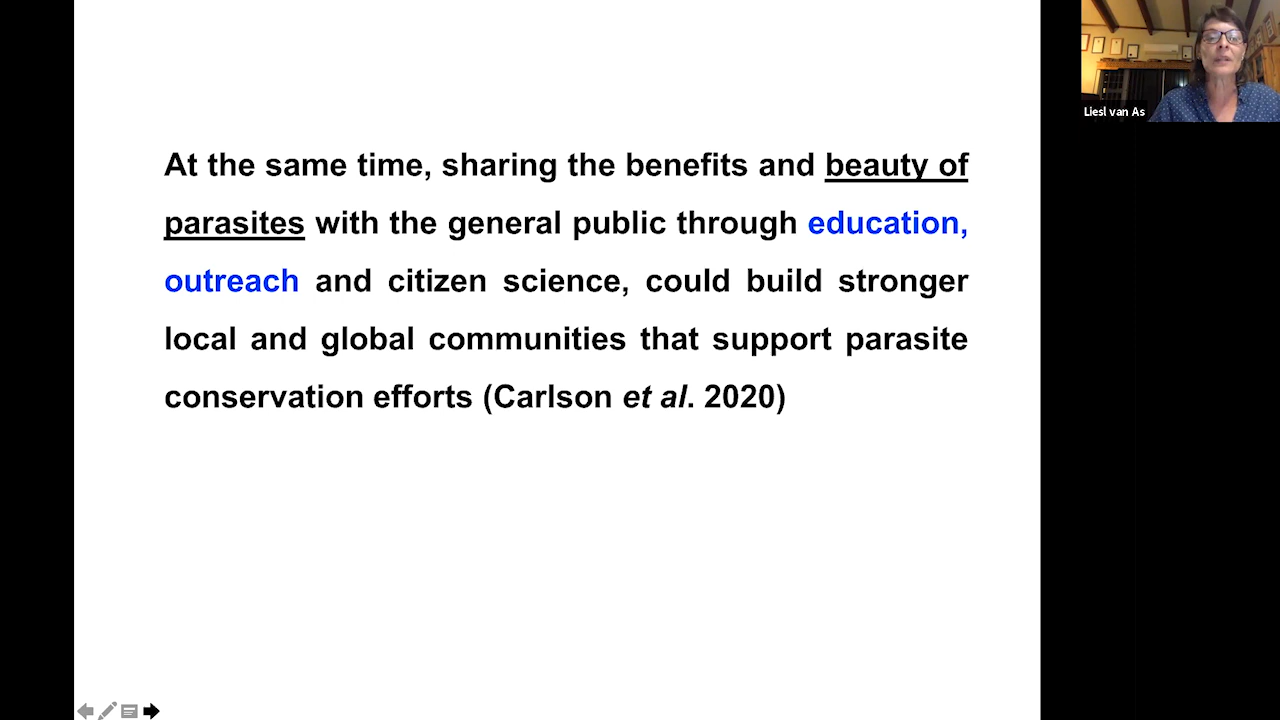 At the same time, sharing the benefits and beauty of
parasites with the general public through education,
outreach and citizen science, could build stronger
local and global communities that support parasite
conservation efforts (Carlson et al. 2020)
Liesl van As